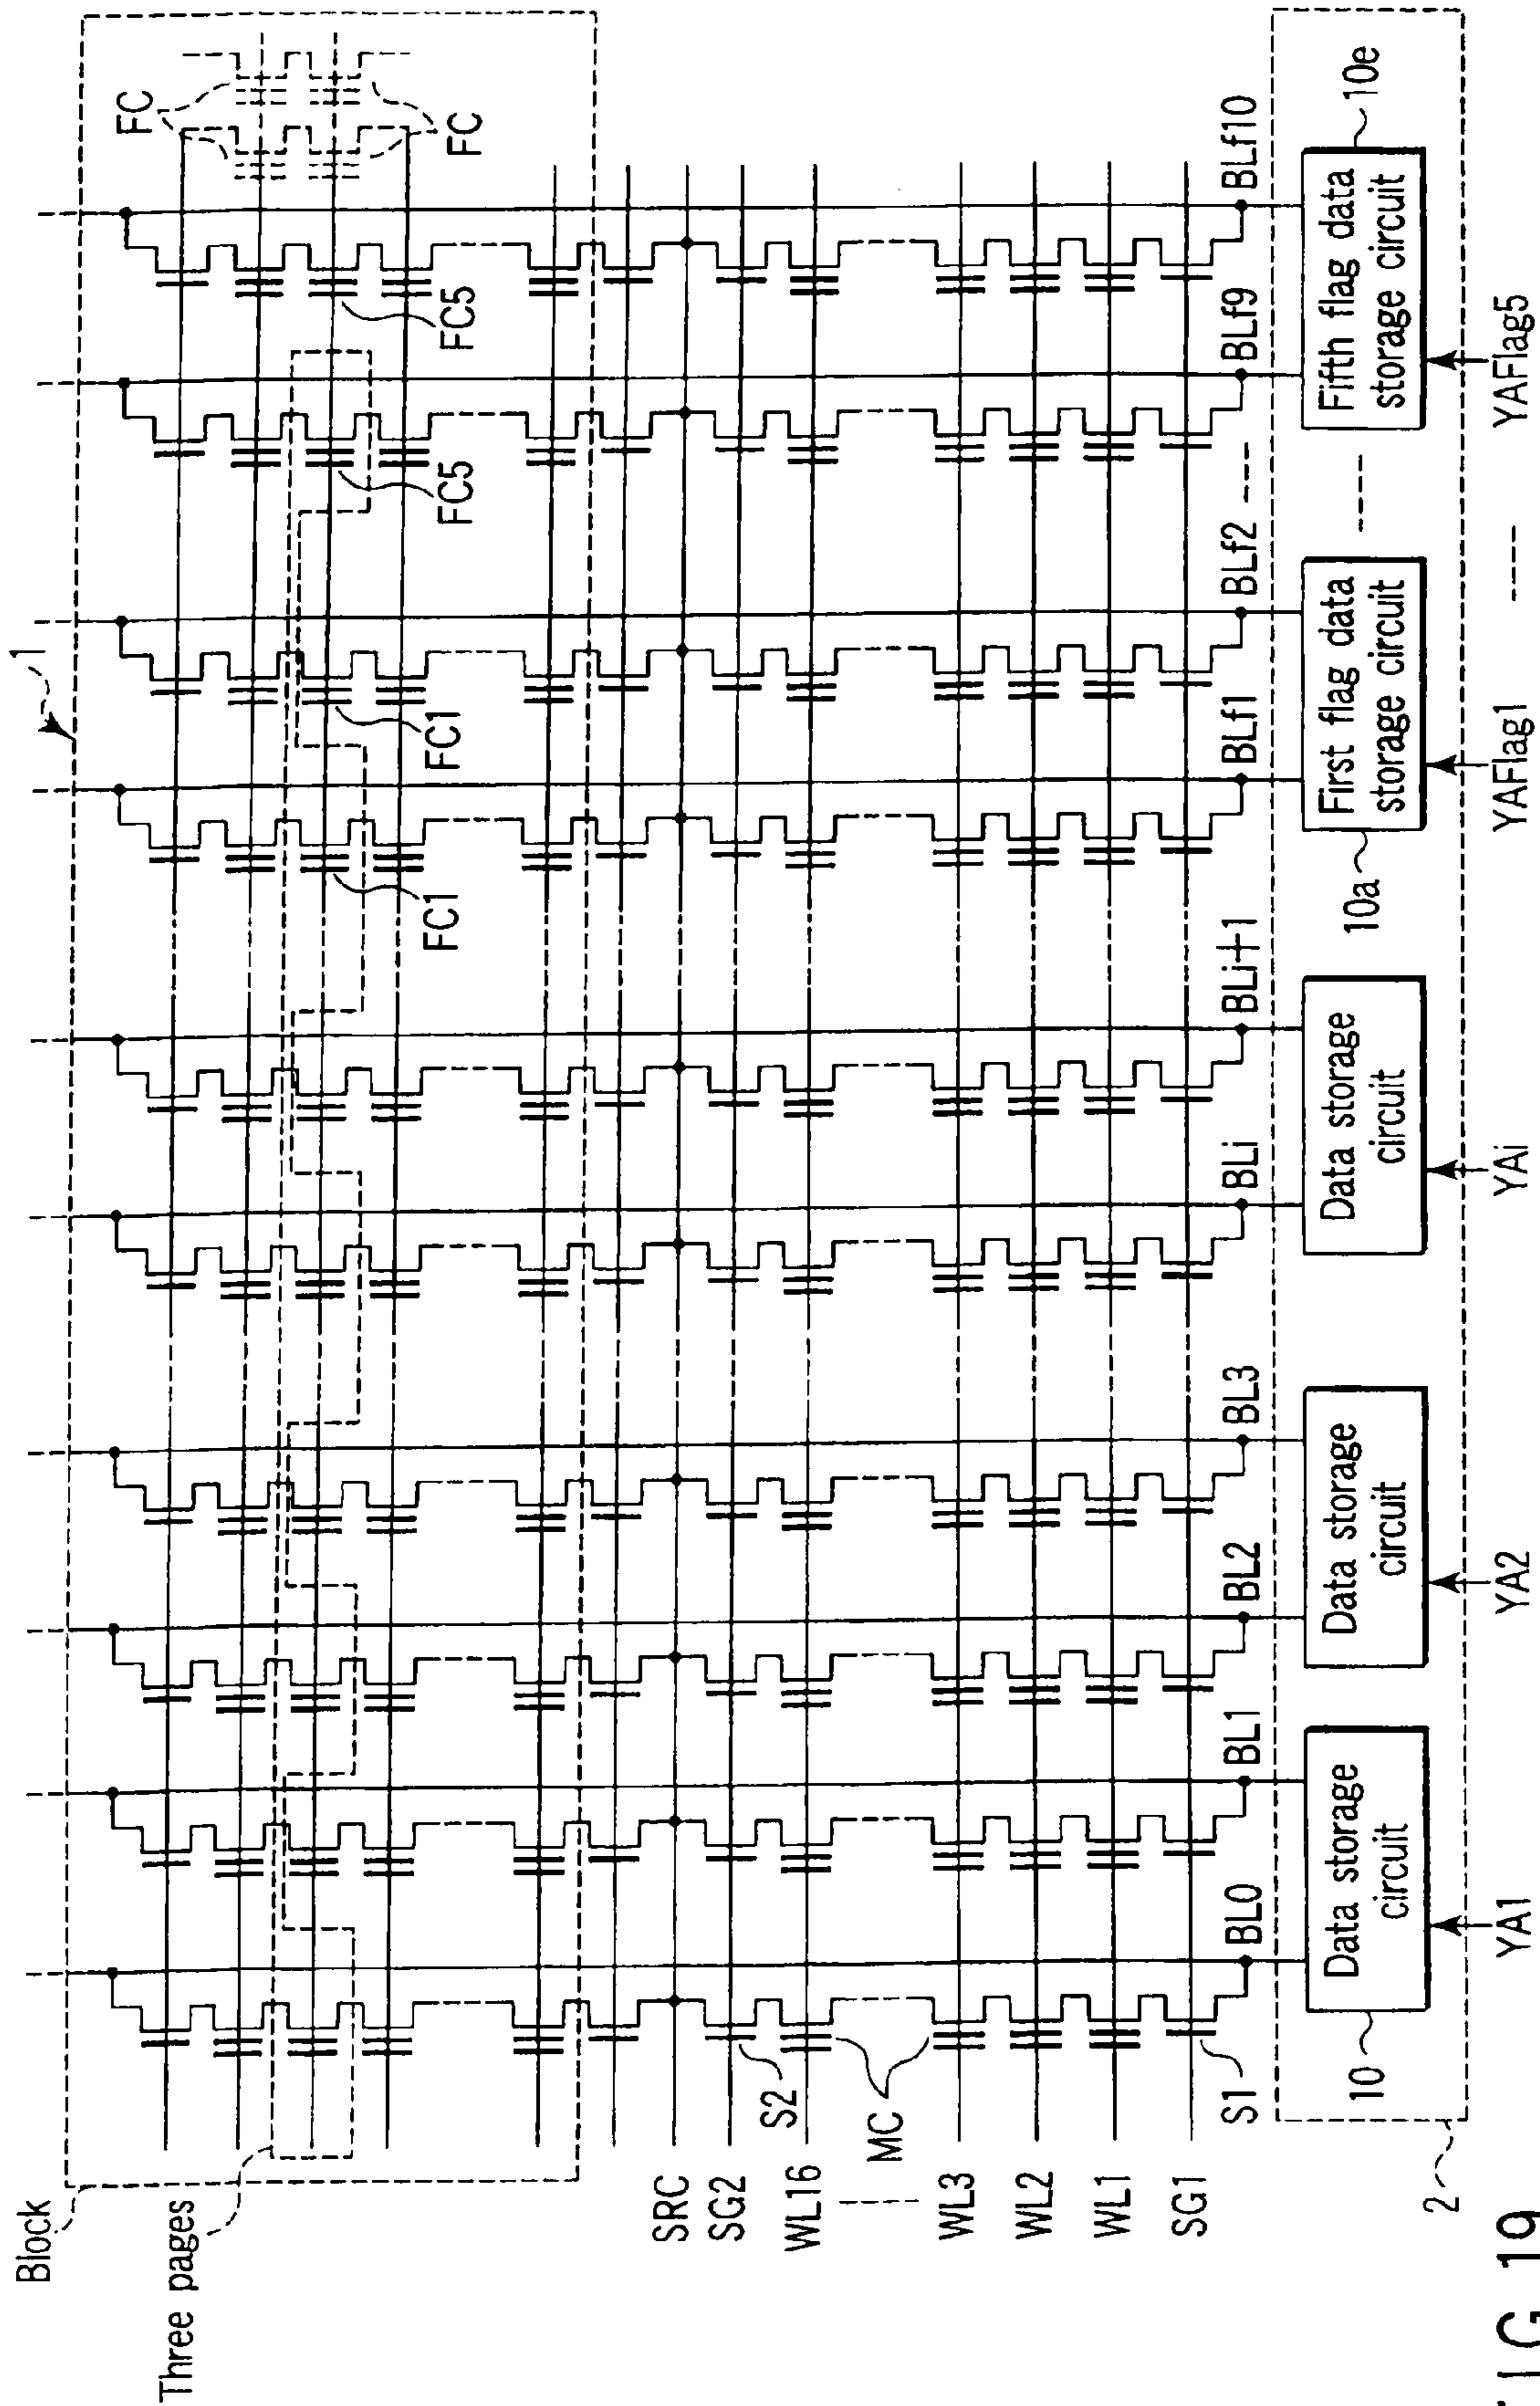 Block
Three pages
1
FC
FC
FC1
FC1
FC5
FC5
SRC
SG2
WL16
WL3
WL2
WL1
SG1
S2
MC
S1
BL0
BL1
BL2
BL3
BLi
BLi+1
BLf1
BLf2
BLf9
BLf10
2
10
Data storage
circuit
Data storage
circuit
Data storage
circuit
10a
First flag data
storage circuit
Fifth flag data
storage circuit
10e
YA1
YA2
YAi
YAFlag1
YAFlag5
FIG. 19